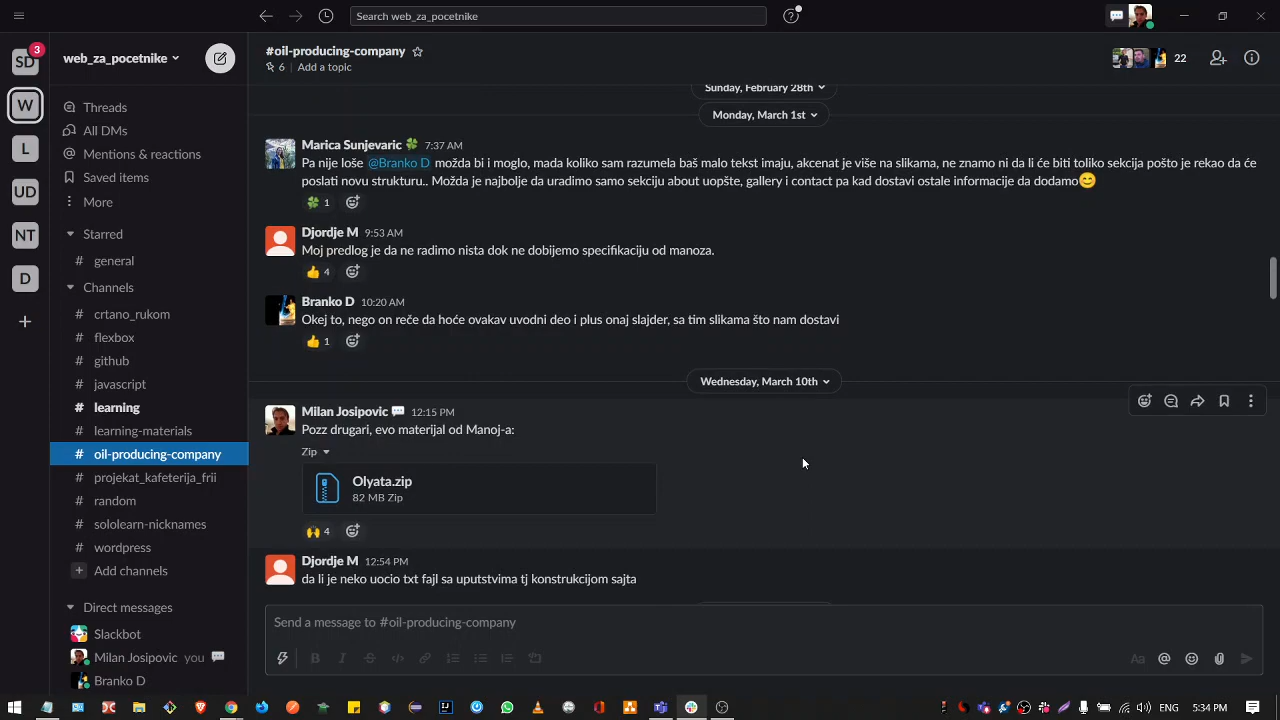 Search web_za_pocetnike
SD
3
web_za_pocetnike
#oil-producing-company
6 Add a topic
22
W
L
UD
NT
D
Threads
All DMs
Mentions & reactions
Saved items
More
Starred
general
Channels
# crtano_rukom
# flexbox
# github
# javascript
# learning
# learning-materials
# oil-producing-company
# projekat_kafeterija_frii
# random
# sololearn-nicknames
# wordpress
+ Add channels
Direct messages
Slackbot
Milan Josipovic you
Branko D
Sunday, February 28th
Monday, March 1st
Marica Sunjevaric 🍀 7:37 AM
Pa nije loše @Branko D možda bi i moglo, mada koliko sam razumela baš malo tekst imaju, akcenat je više na slikama, ne znamo ni da li će biti toliko sekcija pošto je rekao da će
poslati novu strukturu.. Možda je najbolje da uradimo samo sekciju about uopšte, gallery i contact pa kad dostavi ostale informacije da dodamo😊
🍀 1
Djordje M 9:53 AM
Moj predlog je da ne radimo nista dok ne dobijemo specifikaciju od manoza.
👍 4
Branko D 10:20 AM
Okej to, nego on reče da hoće ovakav uvodni deo i plus onaj slajder, sa tim slikama što nam dostavi
👍 1
Wednesday, March 10th
Milan Josipovic 💬 12:15 PM
Pozz drugari, evo materijal od Manoj-a:
Zip
Olyata.zip
82 MB Zip
🙌 4
Djordje M 12:54 PM
da li je neko uocio txt fajl sa uputstvima tj konstrukcijom sajta
Send a message to #oil-producing-company
B I S
Aa @
ENG 5:34 PM